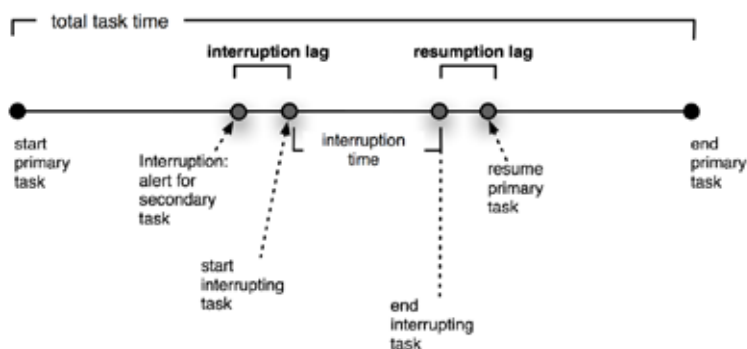 total task time
interruption lag
resumption lag
start
primary
task
Interruption:
alert for
secondary
task
interruption
time
resume
primary
task
end
primary
task
start
interrupting
task
end
interrupting
task